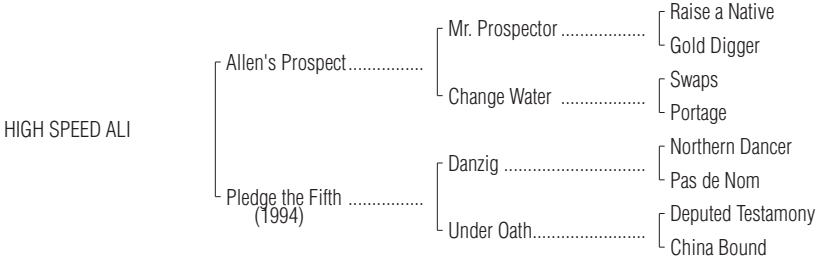 Raise a Native
Mr. Prospector ..................
Gold Digger
Allen's Prospect................
Swaps
Change Water ..................
Portage
HIGH SPEED ALI
Northern Dancer
Danzig ..............................
Pas de Nom
Pledge the Fifth ................
(1994)
Deputed Testamony
Under Oath........................
China Bound